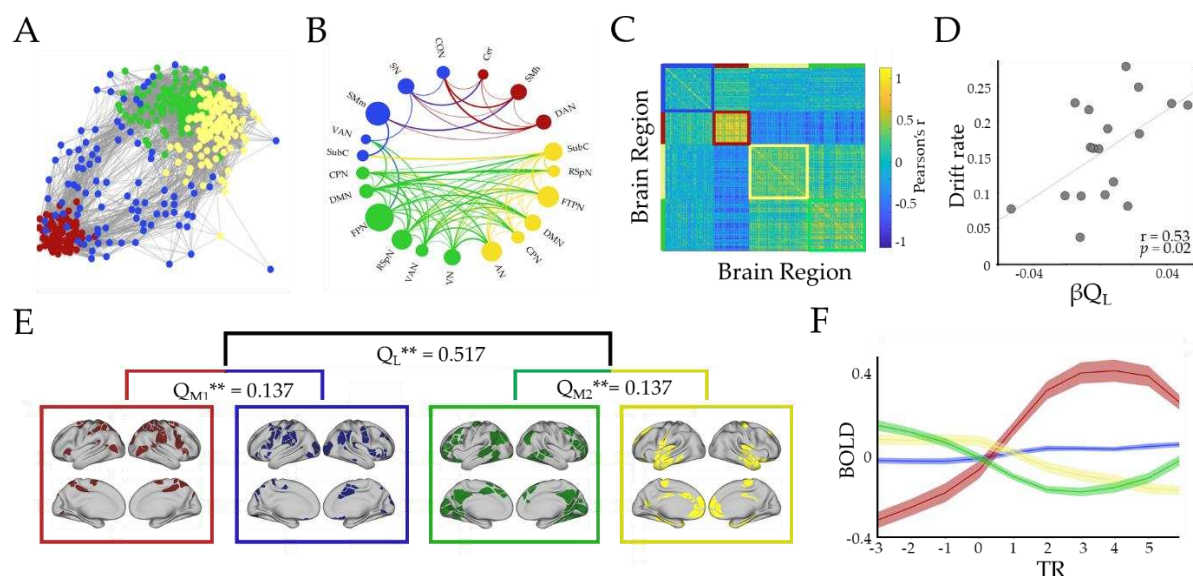 A
B
CON
Cer
SN
SMh
SMm
DAN
VAN
SubC
SubC
CPN
RSpN
DMN
FTPN
FPN
DMN
RSpN
CPN
VAN
VN
AN
C
Brain Region
Brain Region
1
0.5
0
-0.5
-1
Pearson's r
D
Drift rate
0.3
0.25
0.2
0.15
0.1
0.05
0
r = 0.53
p = 0.02
-0.04
0.04
βQL
E
QL** = 0.517
QM1** = 0.137
QM2**= 0.137
F
BOLD
0.4
0
-0.4
-3 -2 -1 0 1 2 3 4 5
TR